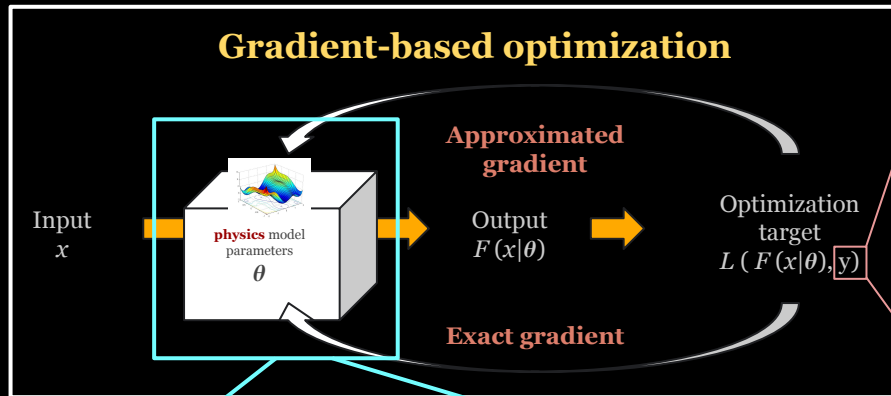 Gradient-based optimization
Approximated
gradient
Input
x
physics model
parameters
θ
Output
F(x|θ)
Optimization
target
L ( F(x|θ), y)
Exact gradient